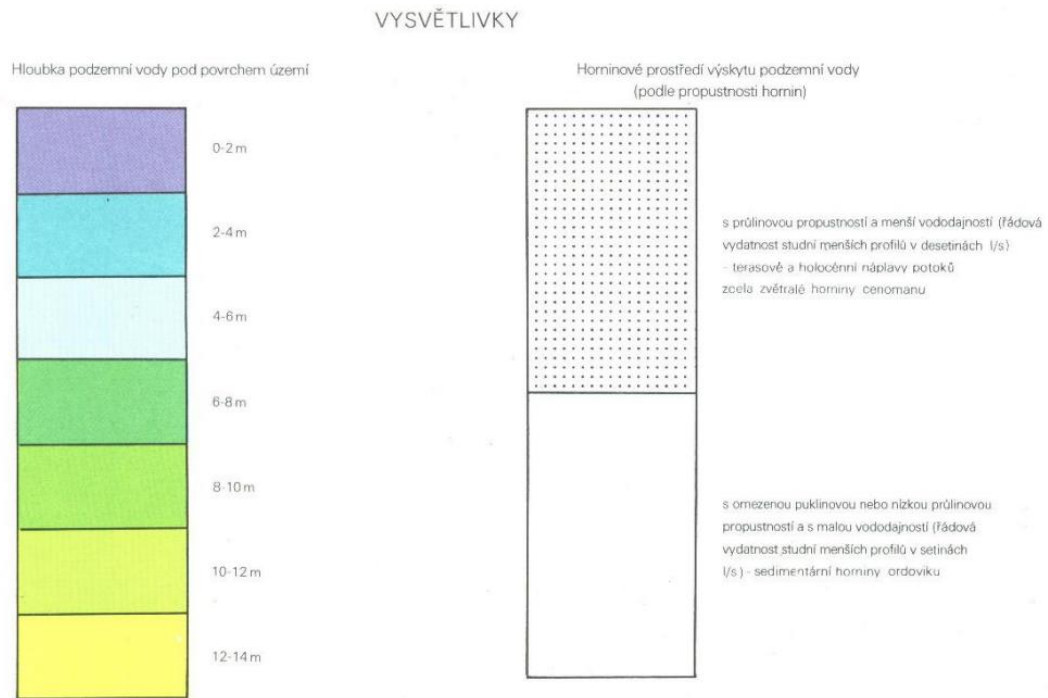 VYSVĚTLIVKY
Hloubka podzemní vody pod povrchem území
0-2 m
2-4 m
4-6 m
6-8 m
8-10 m
10-12 m
12-14 m
Horninové prostředí výskytu podzemní vody
(podle propustnosti hornin)
s průlinovou propustností a menší vododajností (řádová
vydatnost studní menších profilů v desetinách l/s)
- terasově a holocénní náplavy potoků
zcela zvětralé horniny cenomanu
s omezenou puklinovou nebo nízkou průlinovou
propustností a s malou vododajností (řádová
vydatnost studní menších profilů v setinách
l/s) - sedimentární horniny ordoviku